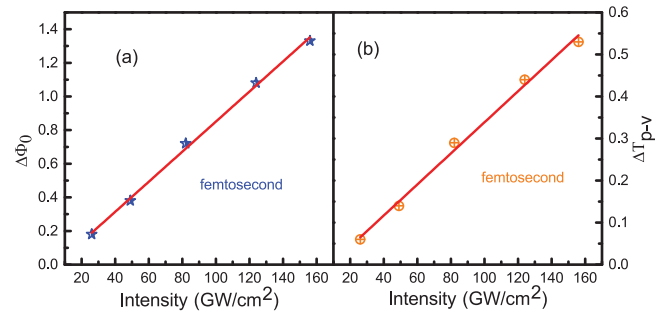 (a)
1.4
1.2
1.0
0.8
0.6
0.4
0.2
0.0
ΔΦ0
femtosecond
20 40 60 80 100 120 140 160
Intensity (GW/cm2)
(b)
0.6
0.5
0.4
0.3
0.2
0.1
0.0
ΔTp-v
femtosecond
20 40 60 80 100 120 140 160
Intensity (GW/cm2)